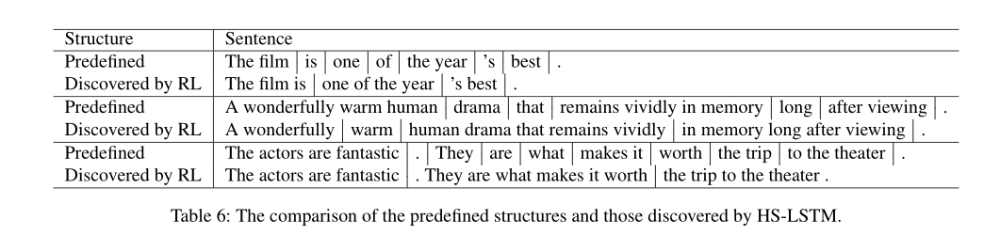 Structure Sentence
Predefined The film | is | one | of | the year | 's | best | .
Discovered by RL The film is | one of the year | 's best | .
Predefined A wonderfully warm human | drama | that | remains vividly in memory | long | after viewing | .
Discovered by RL A wonderfully | warm | human drama that remains vividly | in memory long after viewing | .
Predefined The actors are fantastic | . | They | are | what | makes it | worth | the trip | to the theater | .
Discovered by RL The actors are fantastic | . They are what makes it worth | the trip to the theater .
Table 6: The comparison of the predefined structures and those discovered by HS-LSTM.